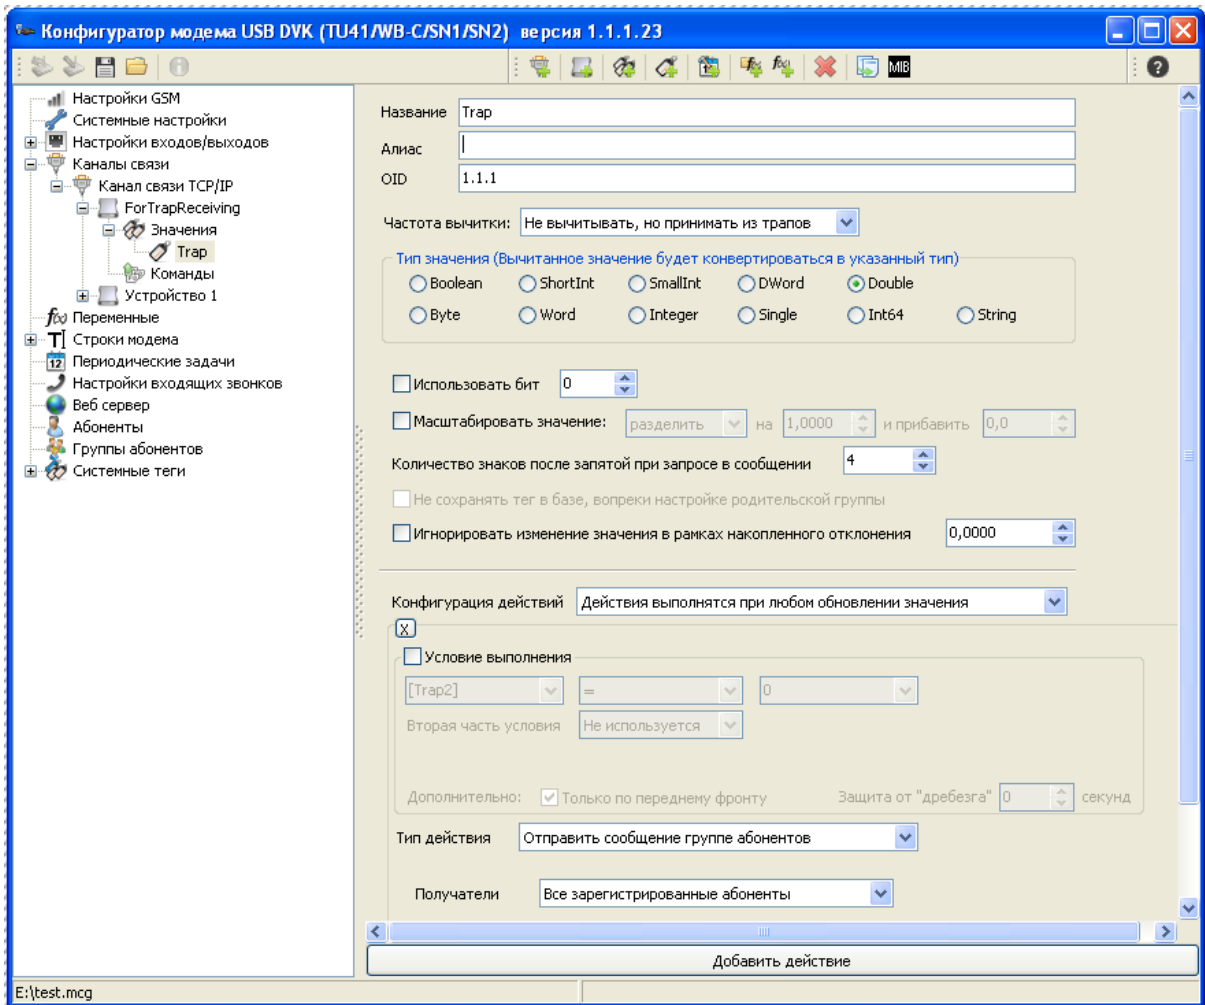 Конфигуратор модема USB DVK (TU41/WB-C/SN1/SN2) версия 1.1.1.23
MIB
Настройки GSM
Системные настройки
Настройки входов/выходов
Каналы связи
Канал связи TCP/IP
ForTrapReceiving
Значения
Trap
Команды
Устройство 1
f(x) Переменные
Строки модема
12 Периодические задачи
Настройки входящих звонков
Веб сервер
Абоненты
Группы абонентов
Системные теги
Название Trap
Алиас
OID 1.1.1
Частота вычитки: Не вычитывать, но принимать из трапов
Тип значения (Вычитанное значение будет конвертироваться в указанный тип)
Boolean ShortInt SmallInt DWord Double
Byte Word Integer Single Int64 String
Использовать бит 0
Масштабировать значение: разделить на 1,0000 и прибавить 0,0
Количество знаков после запятой при запросе в сообщении 4
Не сохранять тег в базе, вопреки настройке родительской группы
Игнорировать изменение значения в рамках накопленного отклонения 0,0000
Конфигурация действий Действия выполнятся при любом обновлении значения
X
Условие выполнения
[Trap2] = 0
Вторая часть условия Не используется
Дополнительно: Только по переднему фронту Защита от "дребезга" 0 секунд
Тип действия Отправить сообщение группе абонентов
Получатели Все зарегистрированные абоненты
Добавить действие
E:\test.mcg